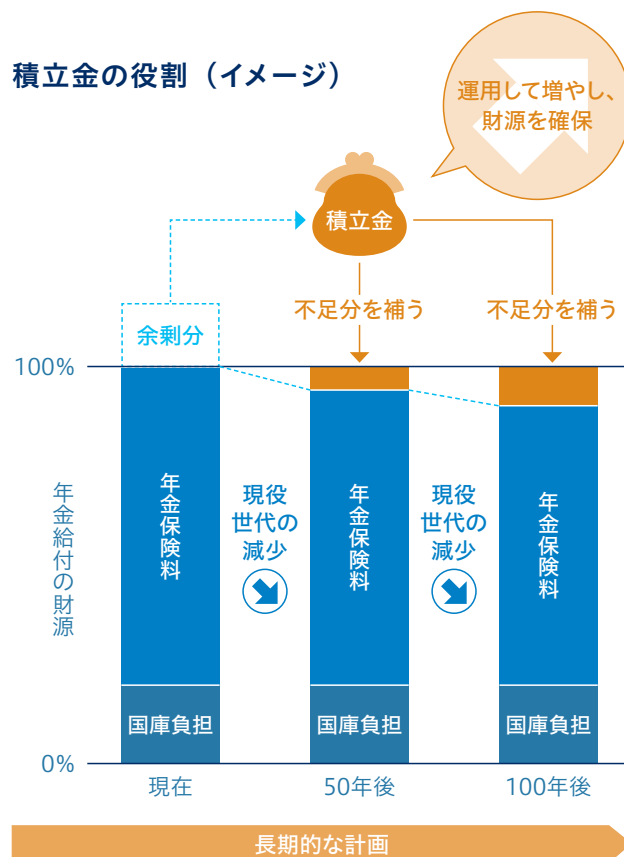 積立金の役割（イメージ）
運用して増やし、
財源を確保
積立金
余剰分
不足分を補う
不足分を補う
100%
年金給付の財源
年金保険料
現役
世代の
減少
年金保険料
現役
世代の
減少
年金保険料
国庫負担
国庫負担
国庫負担
0%
現在
50年後
100年後
長期的な計画